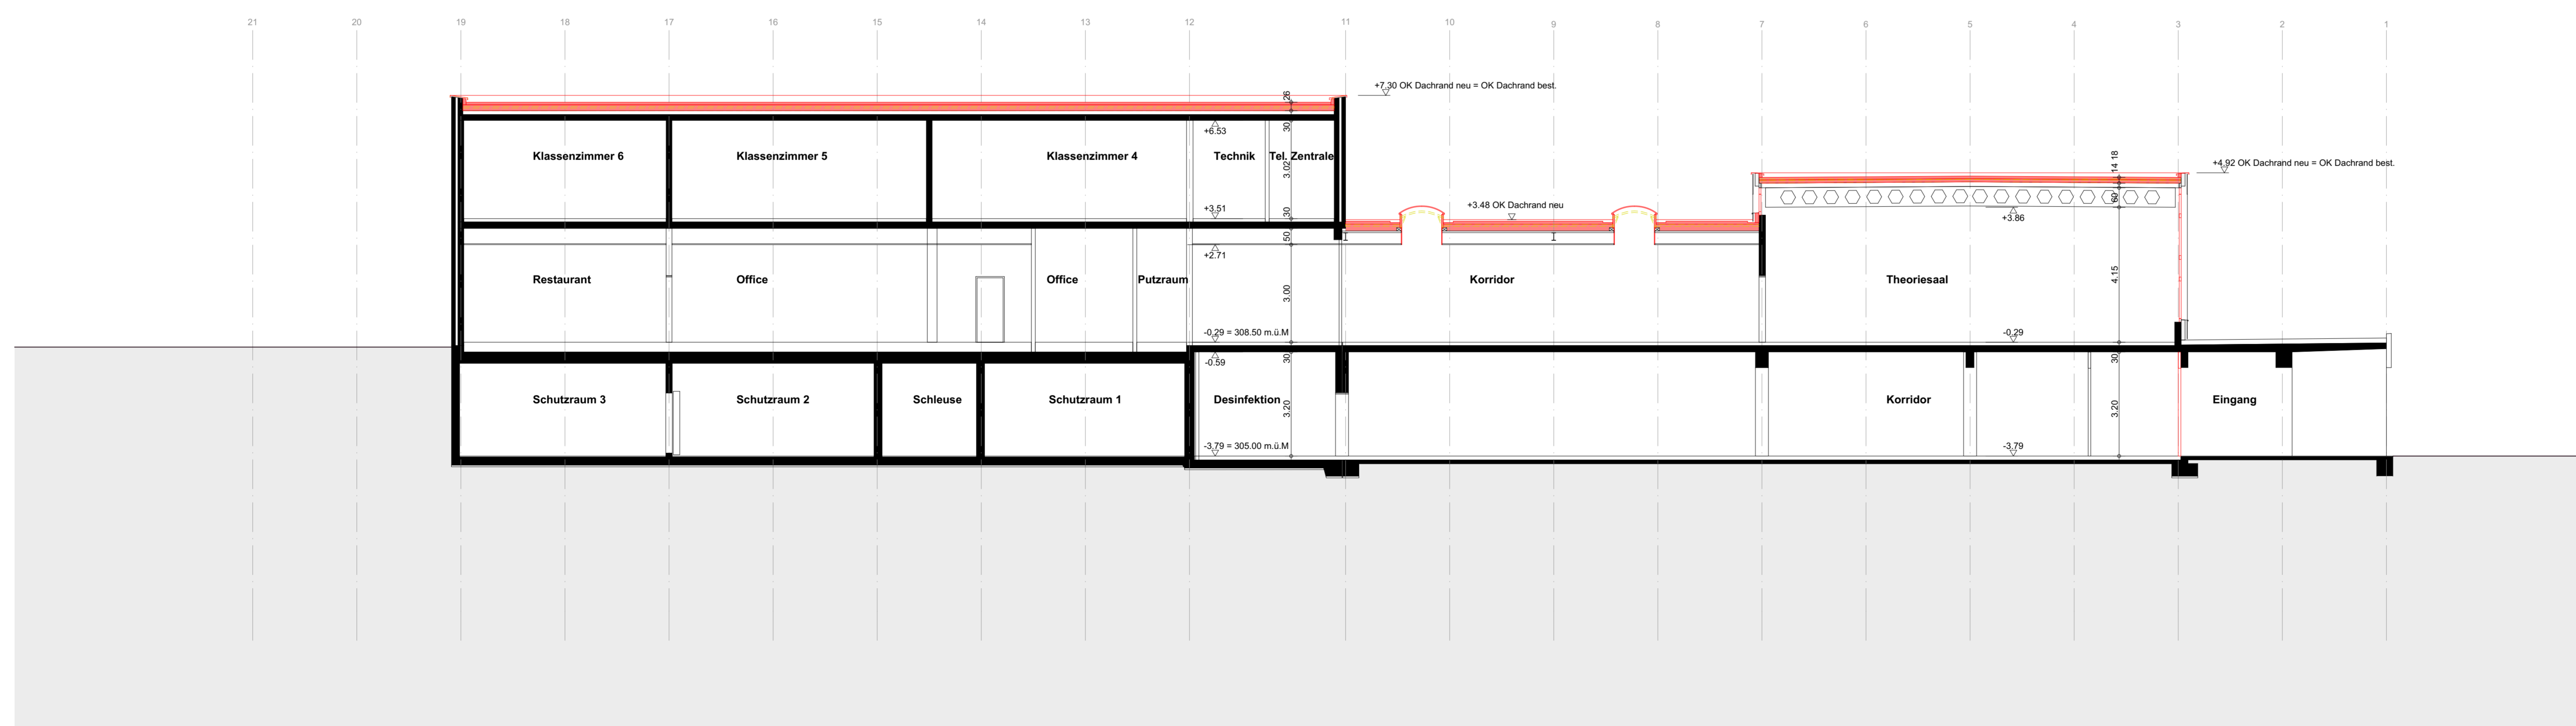 21 20 19 18 17 16 15 14 13 12 11 10 9 8 7 6 5 4 3 2 1
+7.30 OK Dachrand neu = OK Dachrand best.
26
30
+6.53
Klassenzimmer 6 Klassenzimmer 5 Klassenzimmer 4 Technik Tel. Zentrale
3.02
14 18
+4.92 OK Dachrand neu = OK Dachrand best.
60
+3.51
30
+3.48 OK Dachrand neu
+3.86
50
+2.71
Restaurant Office Office Putzraum Korridor Theoriesaal
3.00
4.15
-0.29 = 308.50 m.ü.M
-0.29
-0.59
30
30
Schutzraum 3 Schutzraum 2 Schleuse Schutzraum 1 Desinfektion Korridor Eingang
3.20
3.20
-3.79 = 305.00 m.ü.M
-3.79